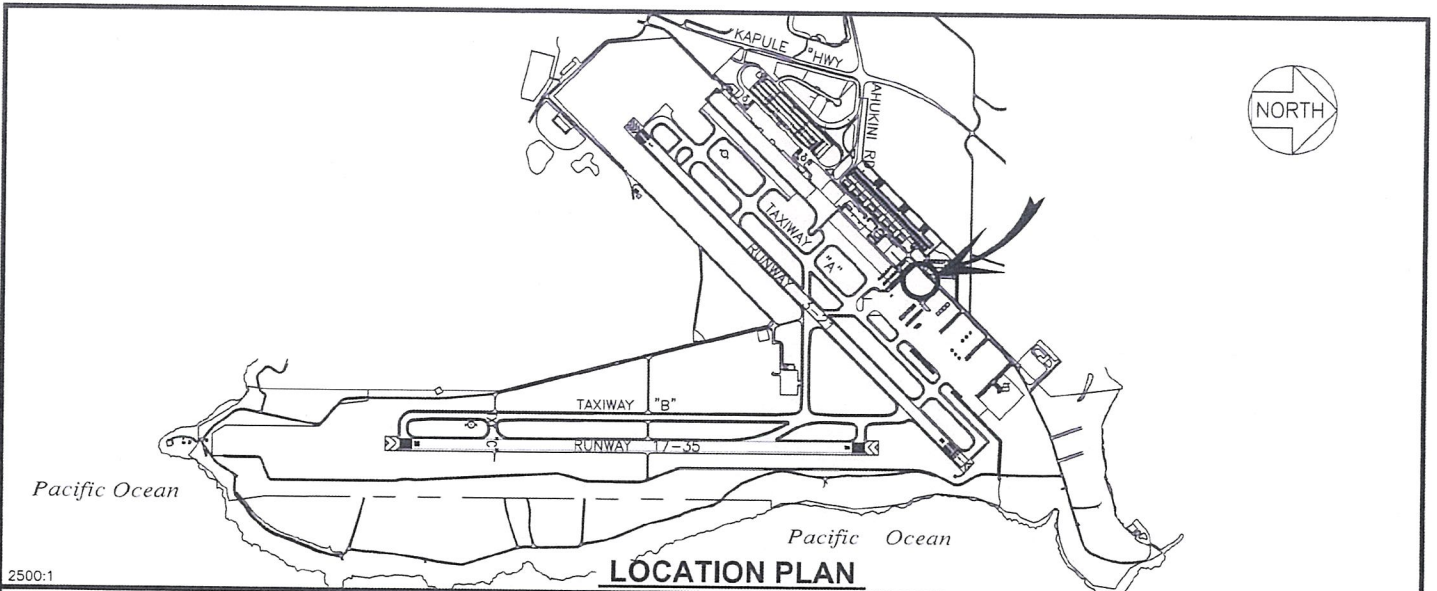 KAPULE HWY
AHUKINI RD
NORTH
TAXIWAY "A"
RUNWAY
TAXIWAY "B"
RUNWAY 17-35
Pacific Ocean
Pacific Ocean
LOCATION PLAN
2500:1